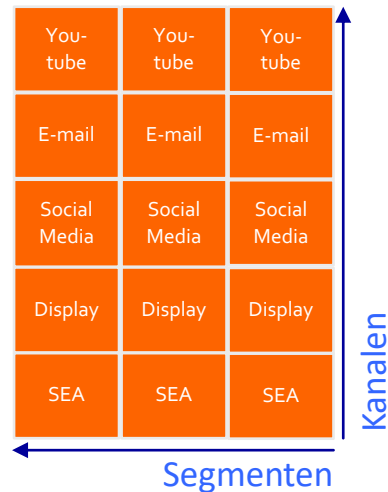 You-
tube
You-
tube
You-
tube
E-mail
E-mail
E-mail
Social
Media
Social
Media
Social
Media
Display
Display
Display
SEA
SEA
SEA
Kanalen
Segmenten